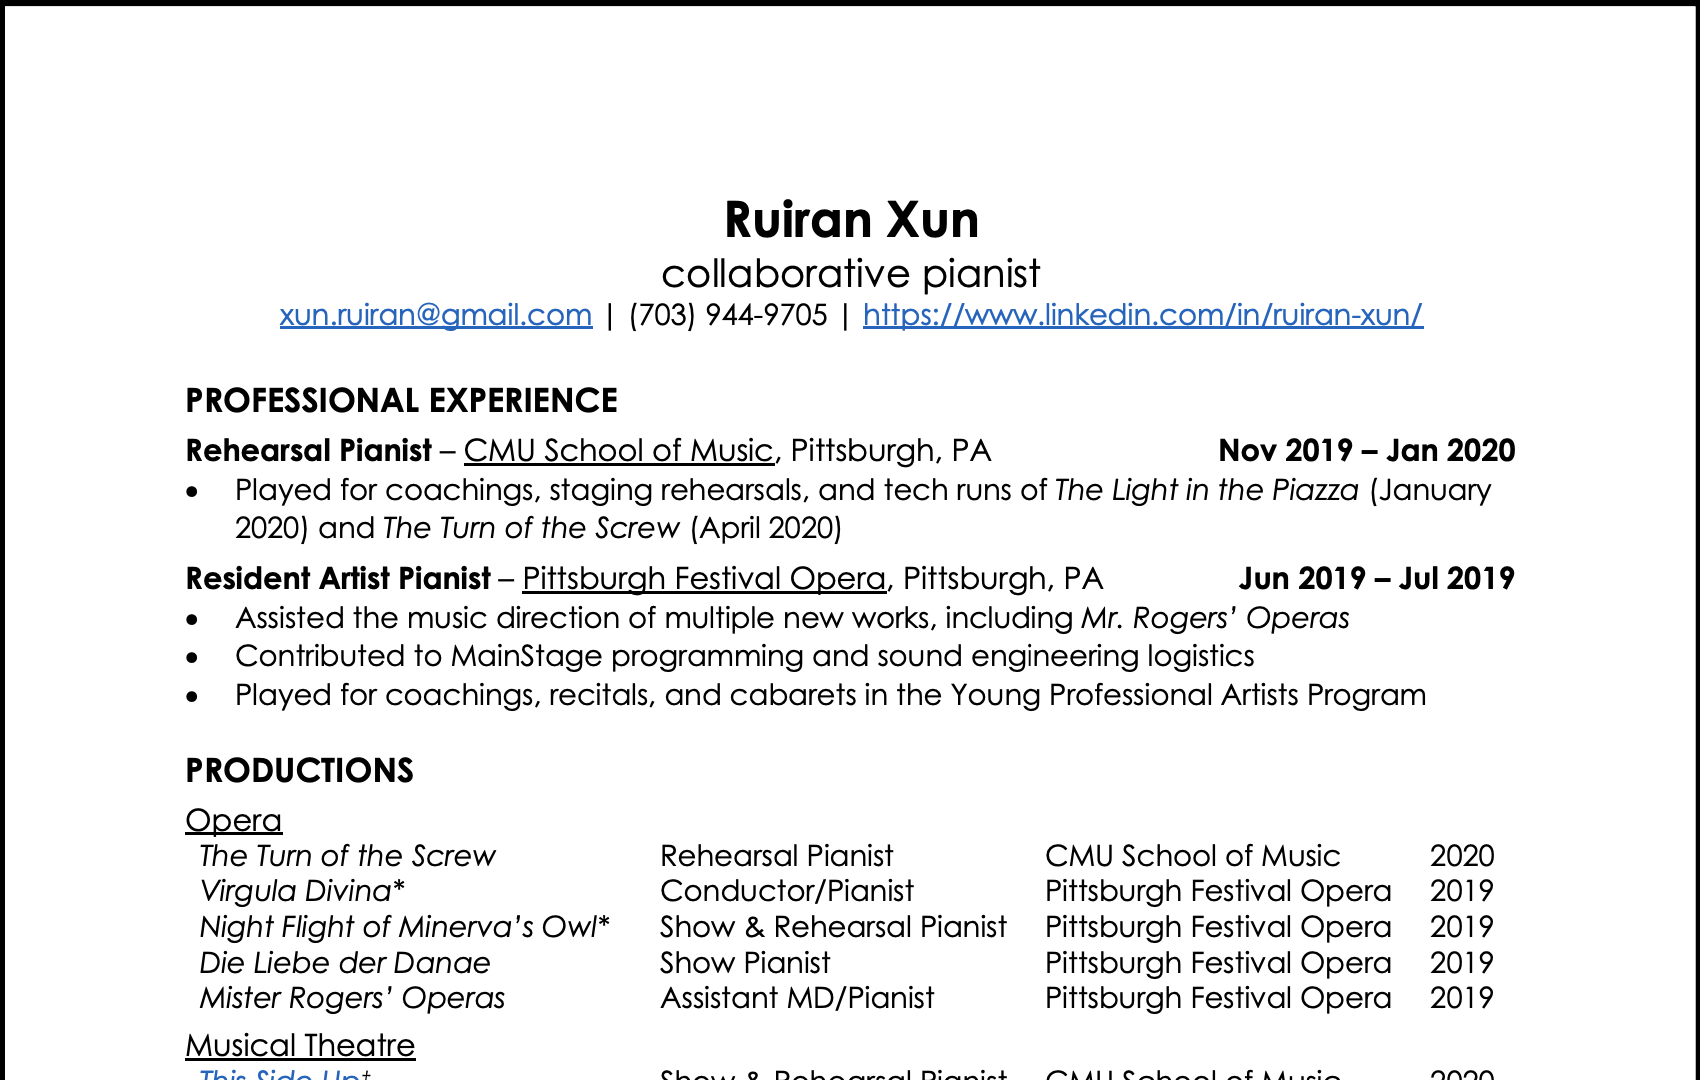 Ruiran Xun
collaborative pianist
xun.ruiran@gmail.com | (703) 944-9705 | https://www.linkedin.com/in/ruiran-xun/
PROFESSIONAL EXPERIENCE
Rehearsal Pianist – CMU School of Music, Pittsburgh, PA Nov 2019 – Jan 2020
• Played for coachings, staging rehearsals, and tech runs of The Light in the Piazza (January
2020) and The Turn of the Screw (April 2020)
Resident Artist Pianist – Pittsburgh Festival Opera, Pittsburgh, PA Jun 2019 – Jul 2019
• Assisted the music direction of multiple new works, including Mr. Rogers’ Operas
• Contributed to MainStage programming and sound engineering logistics
• Played for coachings, recitals, and cabarets in the Young Professional Artists Program
PRODUCTIONS
Opera
The Turn of the Screw Rehearsal Pianist CMU School of Music 2020
Virgula Divina* Conductor/Pianist Pittsburgh Festival Opera 2019
Night Flight of Minerva’s Owl* Show & Rehearsal Pianist Pittsburgh Festival Opera 2019
Die Liebe der Danae Show Pianist Pittsburgh Festival Opera 2019
Mister Rogers’ Operas Assistant MD/Pianist Pittsburgh Festival Opera 2019
Musical Theatre
This Side Up† Show & Rehearsal Pianist CMU School of Music 2020